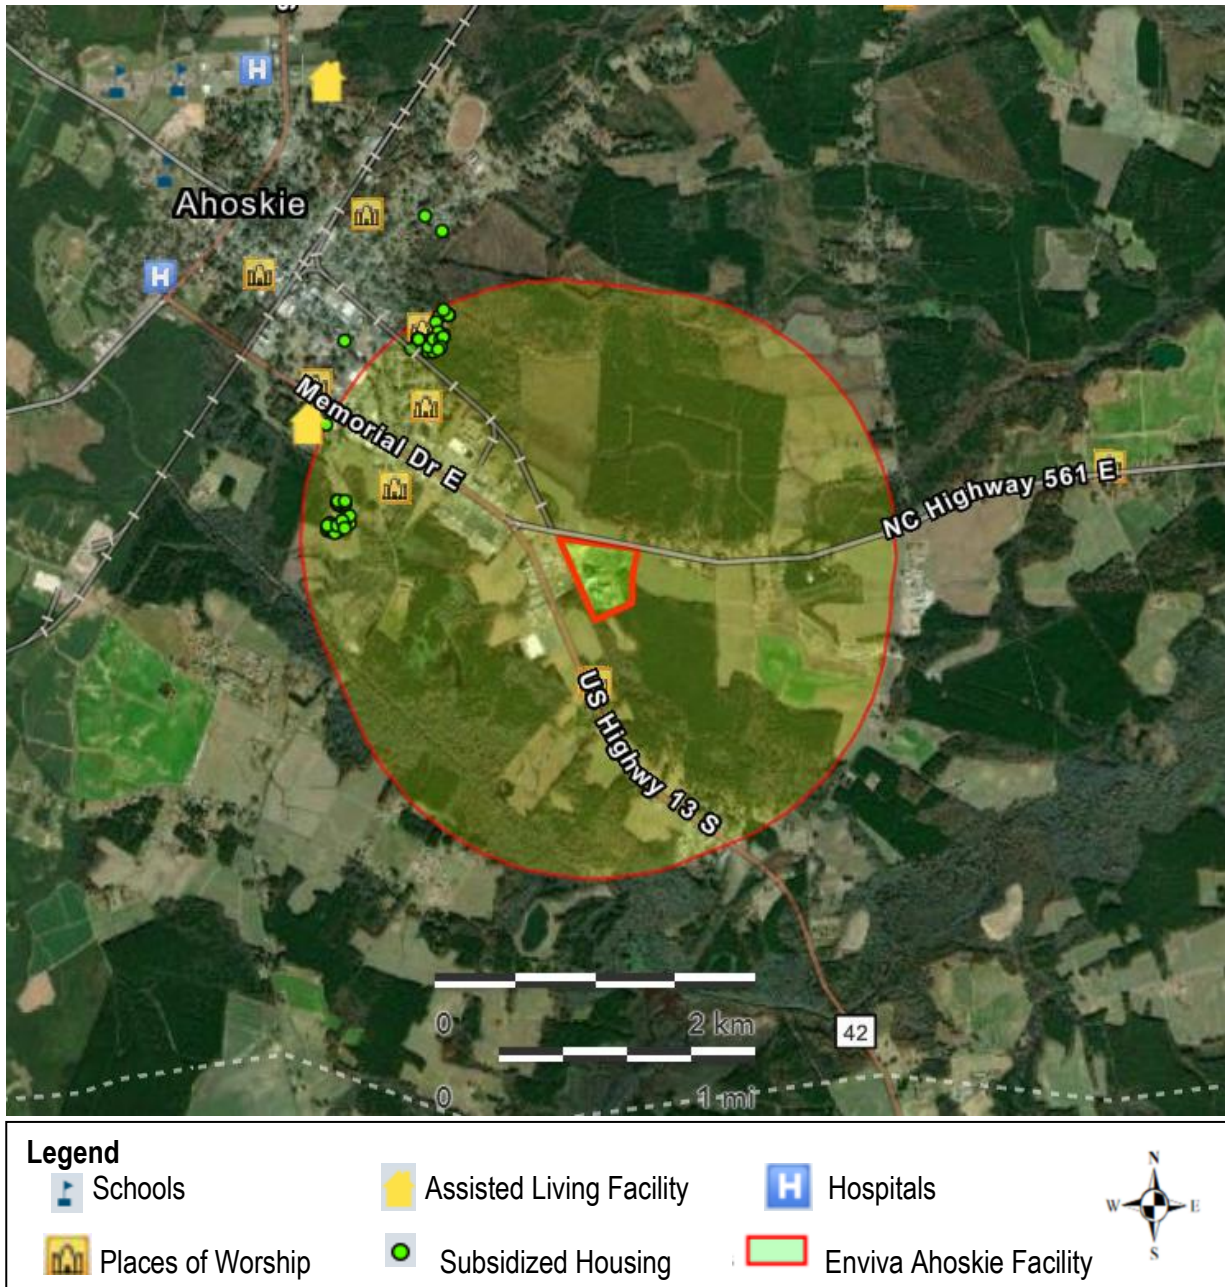 H
Ahoskie
H
Memorial Dr E
NC Highway 561 E
US Highwy 13 S
0 2 km
42
0 1 mi
Legend
Schools Assisted Living Facility H Hospitals
Places of Worship Subsidized Housing Enviva Ahoskie Facility
N
W E
S